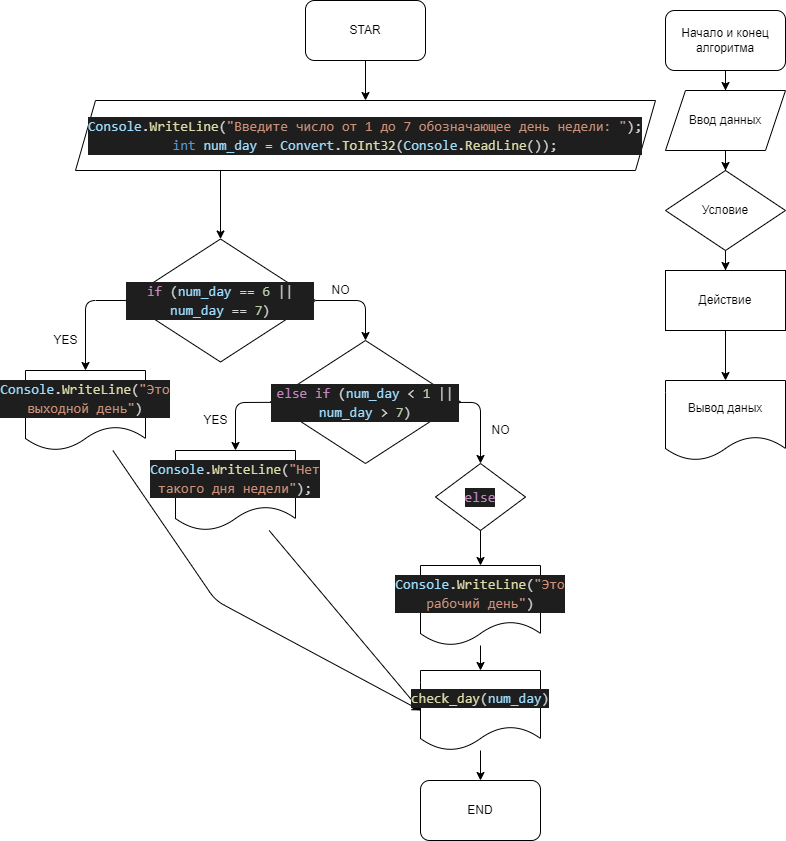 STAR
Console.WriteLine("Введите число от 1 до 7 обозначающее день недели: ");
int num_day = Convert.ToInt32(Console.ReadLine());
if (num_day == 6 ||
num_day == 7)
NO
YES
Console.WriteLine("Это
выходной день")
else if (num_day < 1 ||
num_day > 7)
YES
NO
Console.WriteLine("Нет
такого дня недели");
else
Console.WriteLine("Это
рабочий день")
check_day(num_day)
END
Начало и конец
алгоритма
Ввод данных
Условие
Действие
Вывод даных